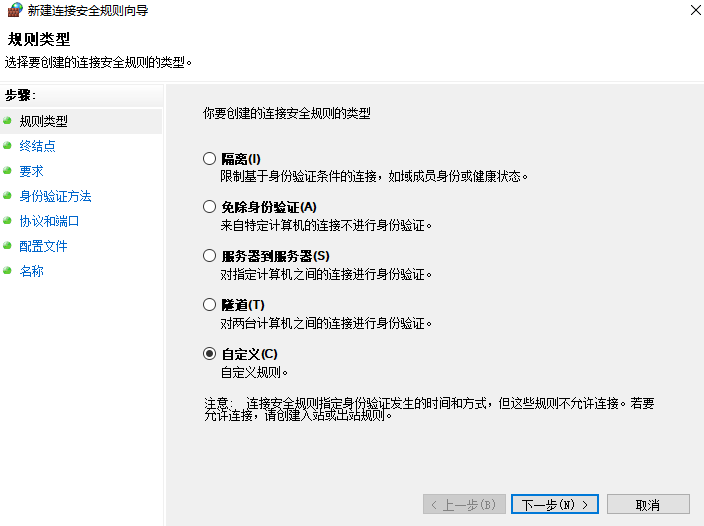 新建连接安全规则向导
规则类型
选择要创建的连接安全规则的类型。
步骤:
规则类型
终结点
要求
身份验证方法
协议和端口
配置文件
名称
你要创建的连接安全规则的类型
隔离(I)
限制基于身份验证条件的连接，如域成员身份或健康状态。
免除身份验证(A)
来自特定计算机的连接不进行身份验证。
服务器到服务器(S)
对指定计算机之间的连接进行身份验证。
隧道(T)
对两台计算机之间的连接进行身份验证。
自定义(C)
自定义规则。
注意: 连接安全规则指定身份验证发生的时间和方式，但这些规则不允许连接。若要
允许连接，请创建入站或出站规则。
< 上一步(B)
下一步(N) >
取消